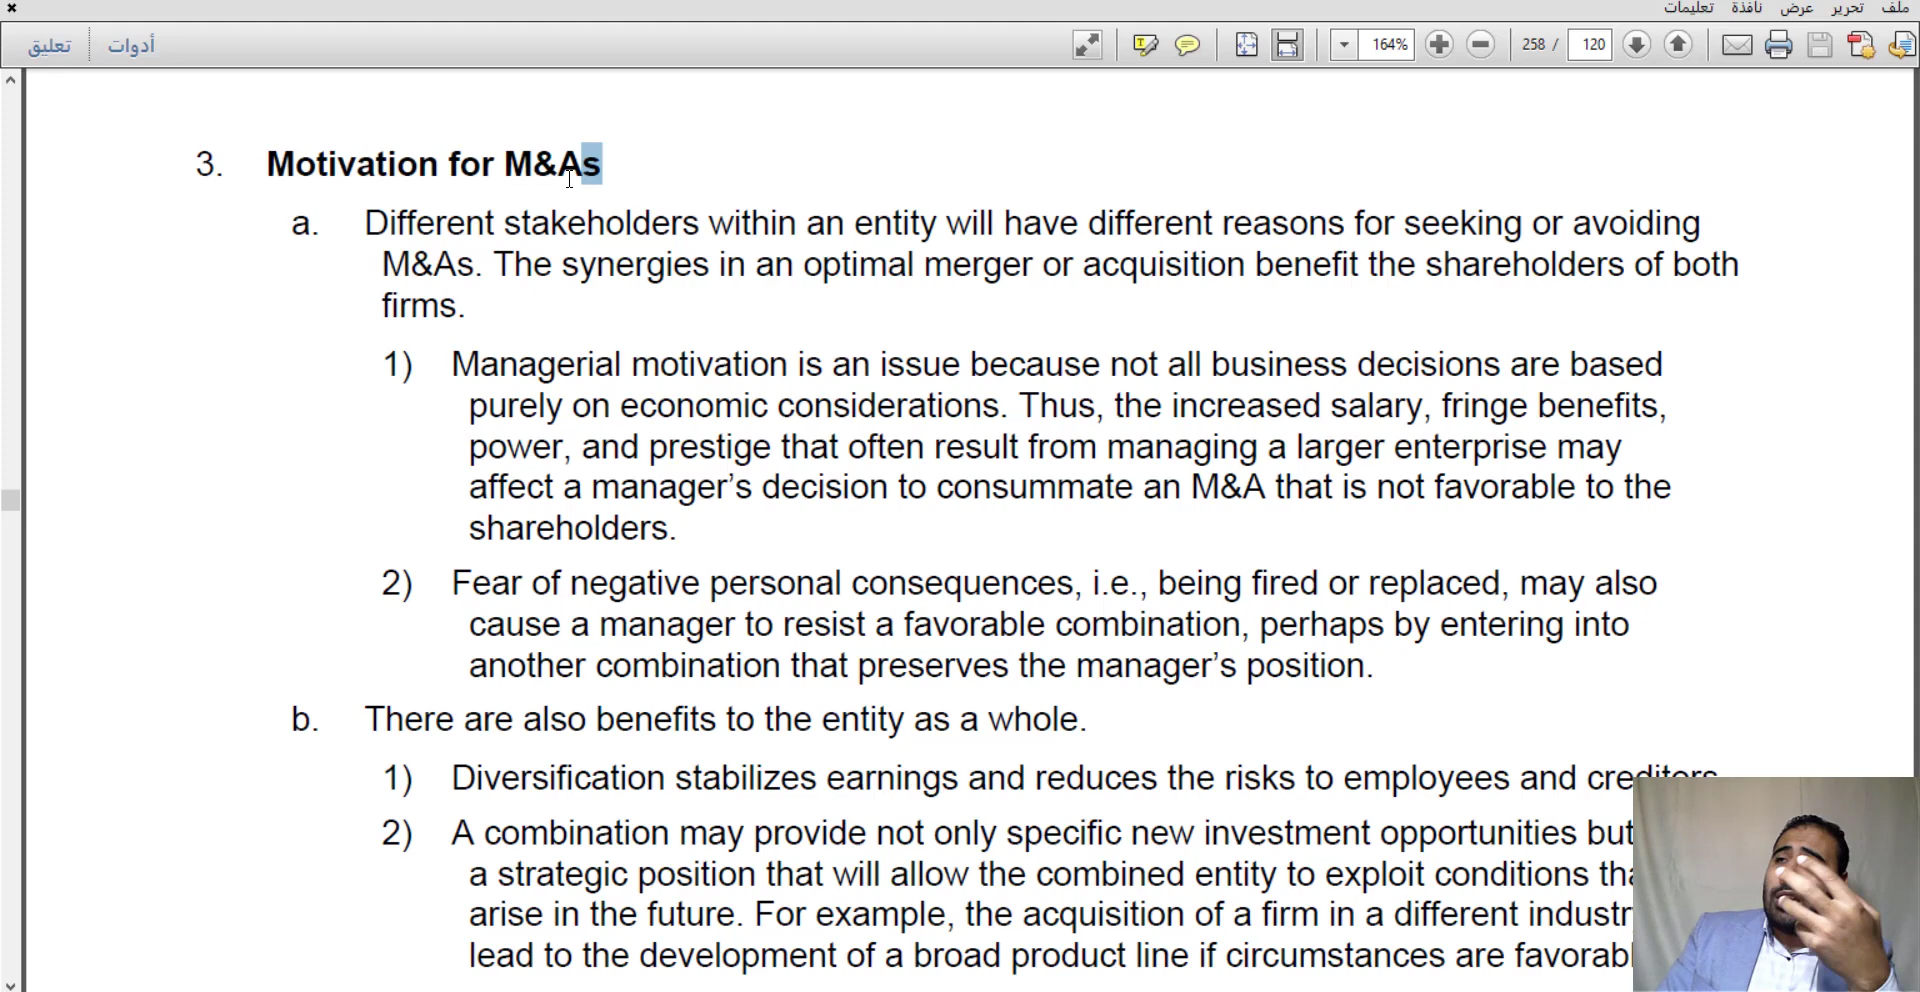 ملف تحرير عرض نافذة تعليمات
تعليق أدوات 164% 258 / 120
3. Motivation for M&As
a. Different stakeholders within an entity will have different reasons for seeking or avoiding
M&As. The synergies in an optimal merger or acquisition benefit the shareholders of both
firms.
1) Managerial motivation is an issue because not all business decisions are based
purely on economic considerations. Thus, the increased salary, fringe benefits,
power, and prestige that often result from managing a larger enterprise may
affect a manager’s decision to consummate an M&A that is not favorable to the
shareholders.
2) Fear of negative personal consequences, i.e., being fired or replaced, may also
cause a manager to resist a favorable combination, perhaps by entering into
another combination that preserves the manager’s position.
b. There are also benefits to the entity as a whole.
1) Diversification stabilizes earnings and reduces the risks to employees and creditors.
2) A combination may provide not only specific new investment opportunities but
a strategic position that will allow the combined entity to exploit conditions
arise in the future. For example, the acquisition of a firm in a different
lead to the development of a broad product line if circumstances are